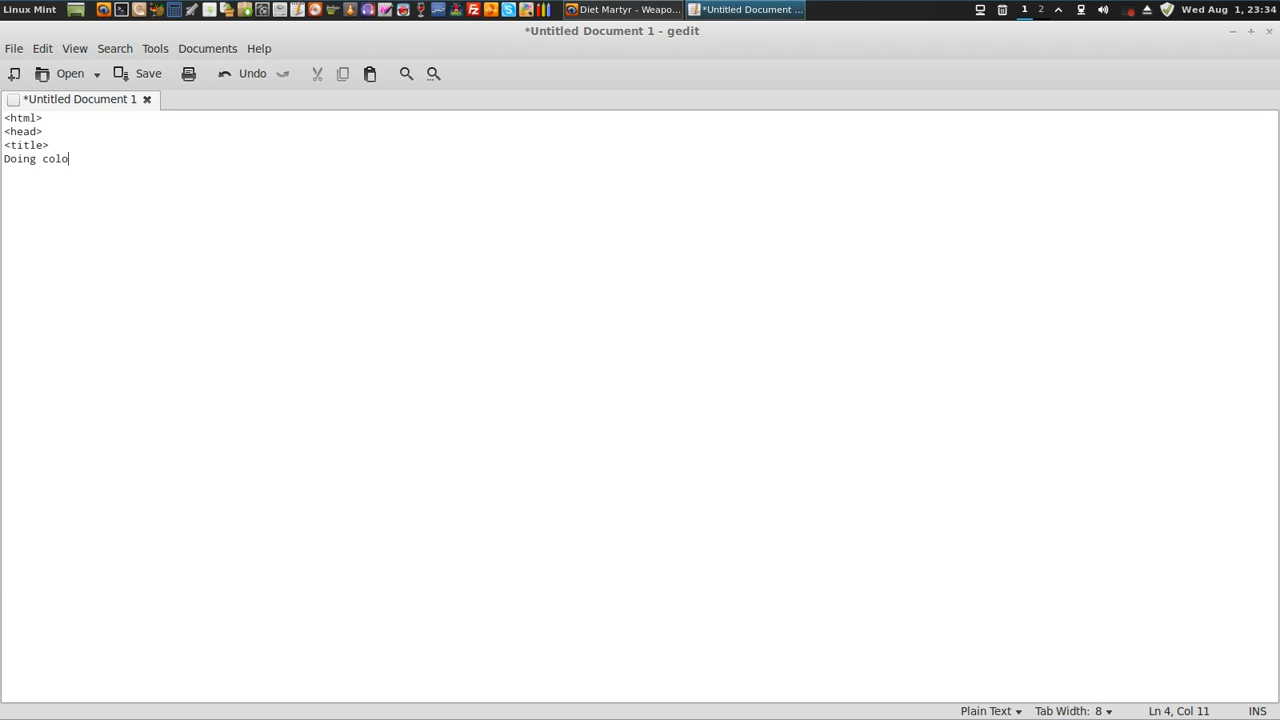 Linux Mint
Diet Martyr - Weapo...
*Untitled Document ...
1
2
Wed Aug 1, 23:34
*Untitled Document 1 - gedit
File Edit View Search Tools Documents Help
Open
Save
Undo
*Untitled Document 1
<html>
<head>
<title>
Doing colo
Plain Text
Tab Width: 8
Ln 4, Col 11
INS